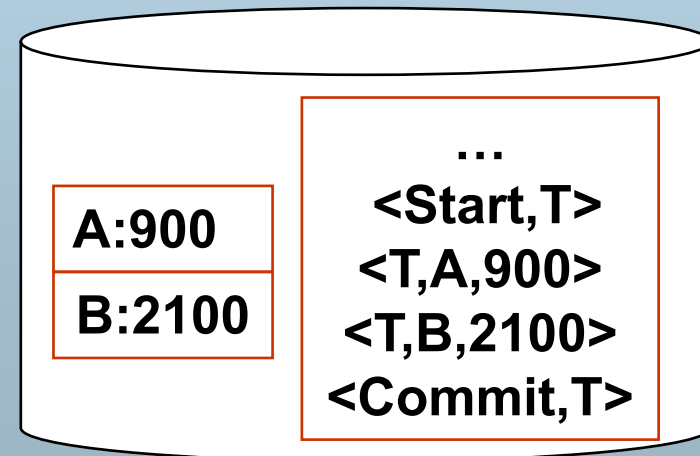 A:900
B:2100
...
<Start,T>
<T,A,900>
<T,B,2100>
<Commit,T>